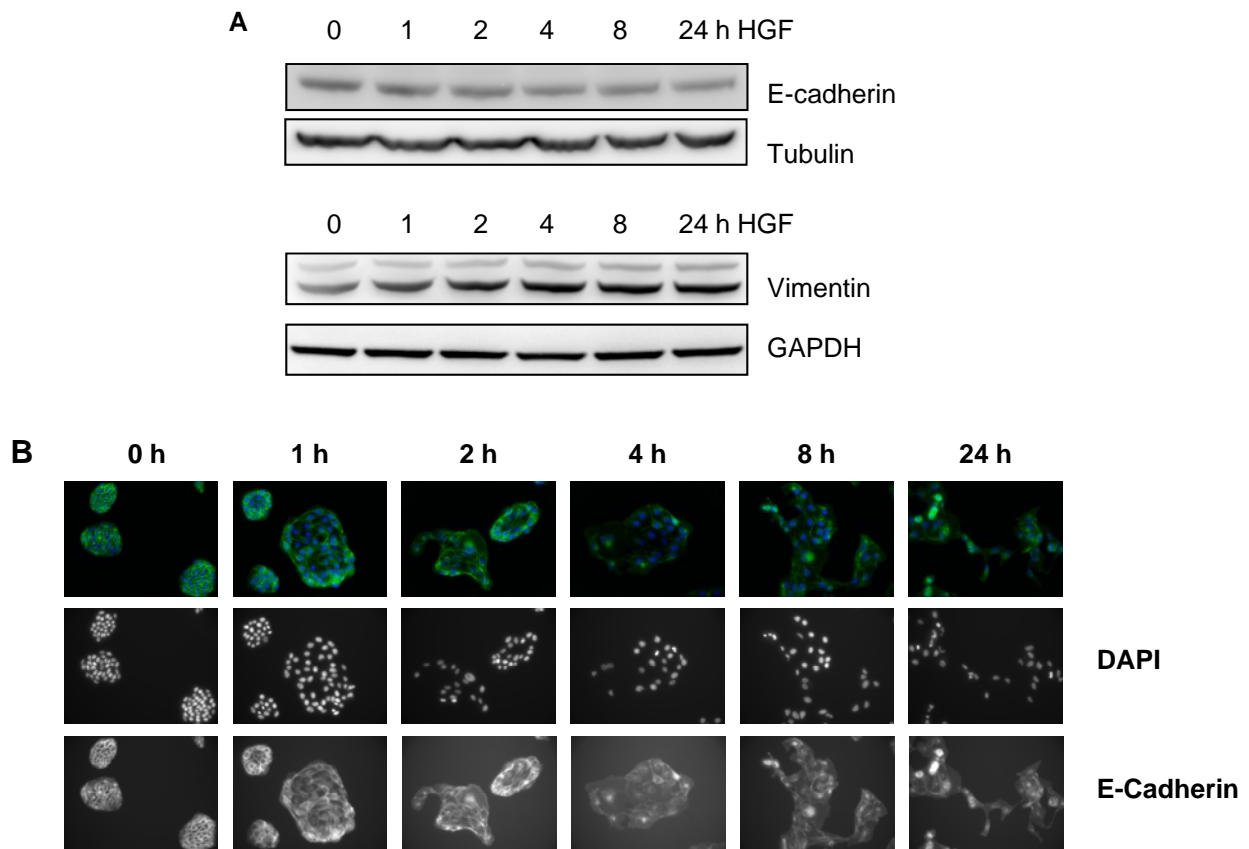 A
0 1 2 4 8 24 h HGF
E-cadherin
Tubulin
0 1 2 4 8 24 h HGF
Vimentin
GAPDH
B
0 h 1 h 2 h 4 h 8 h 24 h
DAPI
E-Cadherin